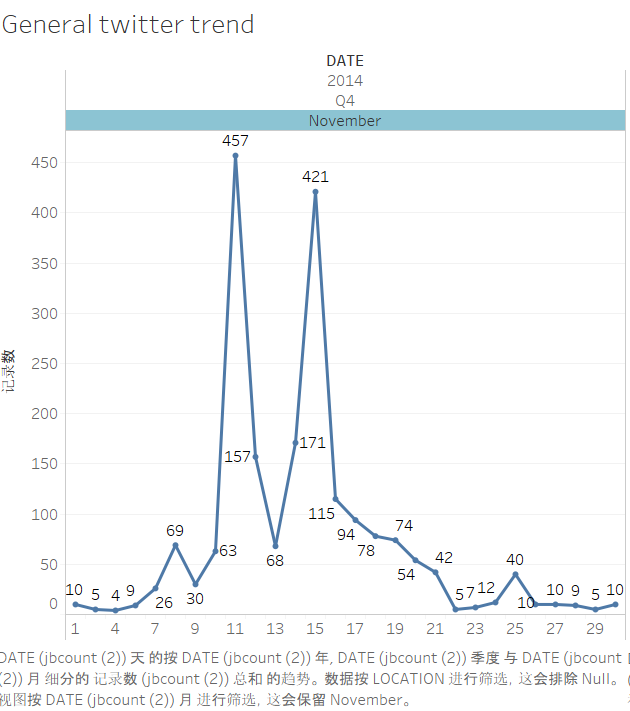 General twitter trend
DATE
2014
Q4
November
457
450
421
400
350
300
250
200
171
157
150
115
100
94
78
74
69
68
63
54
50
42
40
30
26
10 5 4 9
5 7 12
10
10 9 5 10
0
1 4 7 9 11 13 15 17 19 21 23 25 27 29
记录数
DATE (jbcount (2)) 天 的按 DATE (jbcount (2)) 年, DATE (jbcount (2)) 季度 与 DATE (jbcount
(2)) 月 细分的 记录数 (jbcount (2)) 总和 的趋势。 数据按 LOCATION 进行筛选, 这会排除 Null。 (
视图按 DATE (jbcount (2)) 月 进行筛选, 这会保留 November。